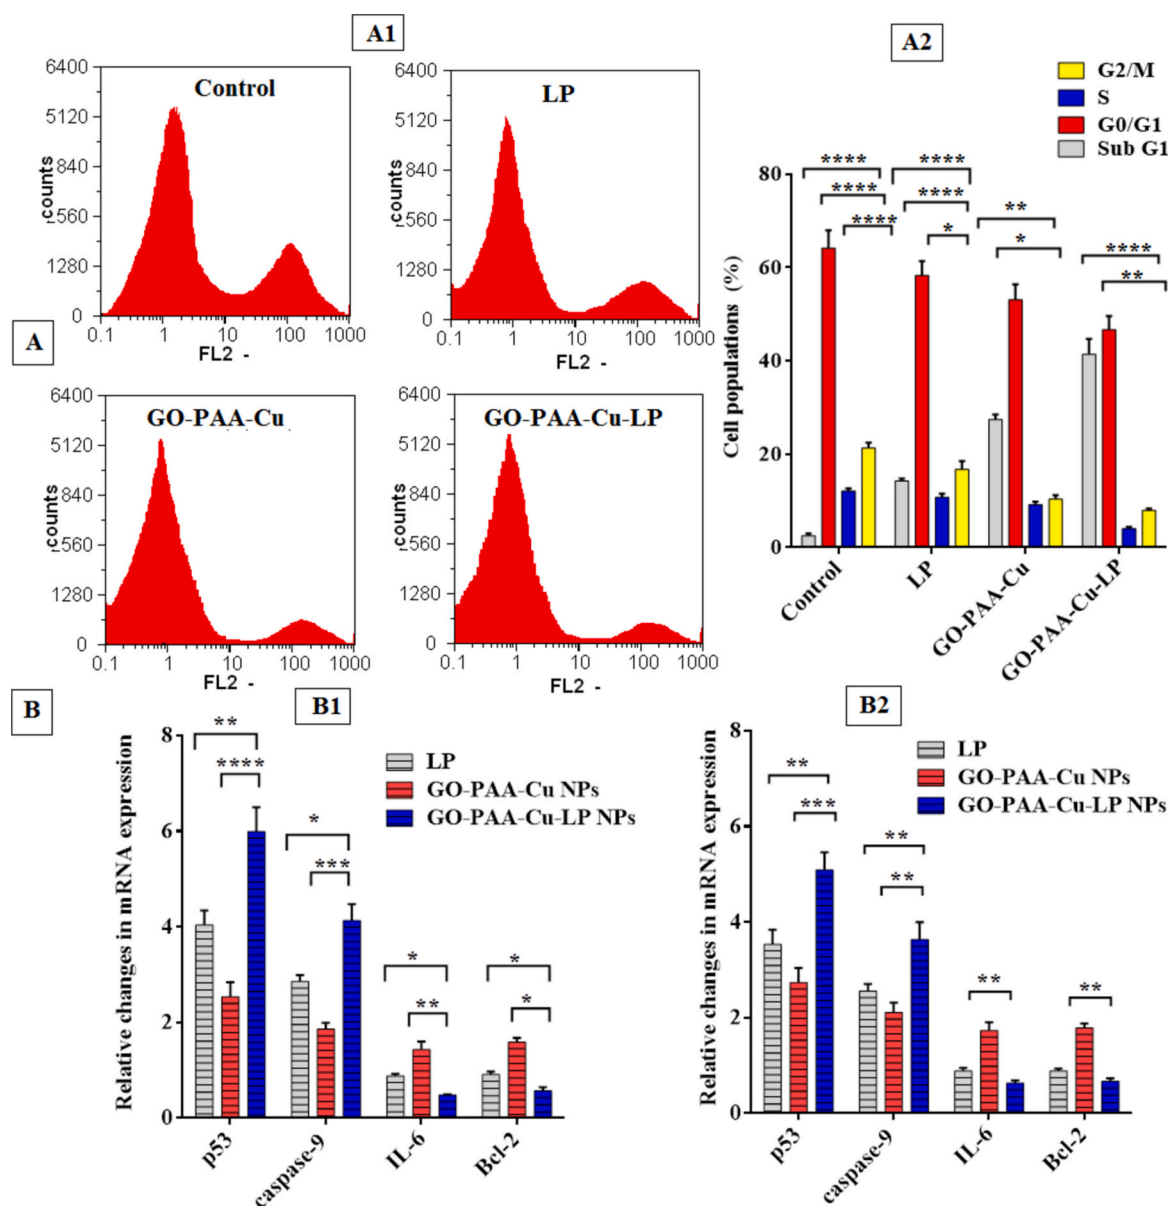 A1
A2
6400
5120
840
2560
1280
0
counts
Control
0.1
1
10
100
1000
FL2 -
6400
5120
840
2560
1280
0
counts
LP
0.1
1
10
100
1000
FL2 -
G2/M
S
G0/G1
Sub G1
80
60
40
20
0
Cell populations (%)
**** ****
**** ****
**** *
**
*
****
**
Control
LP
GO-PAA-Cu
GO-PAA-Cu-LP
A
6400
5120
840
2560
1280
0
counts
GO-PAA-Cu
0.1
1
10
100
1000
FL2 -
6400
5120
840
2560
1280
0
counts
GO-PAA-Cu-LP
0.1
1
10
100
1000
FL2 -
B
B1
8
6
4
2
0
Relative changes in mRNA expression
LP
GO-PAA-Cu NPs
GO-PAA-Cu-LP NPs
**
****
*
***
*
**
*
*
p53
caspase-9
IL-6
Bcl-2
B2
8
6
4
2
0
Relative changes in mRNA expression
LP
GO-PAA-Cu NPs
GO-PAA-Cu-LP NPs
**
***
**
**
**
**
p53
caspase-9
IL-6
Bcl-2